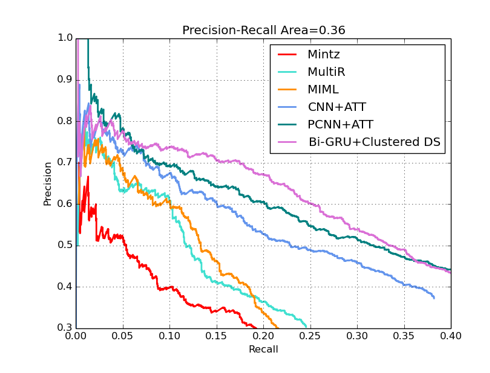 Precision-Recall Area=0.36
Mintz
MultiR
MIML
CNN+ATT
PCNN+ATT
Bi-GRU+Clustered DS
1.0
0.9
0.8
0.7
0.6
0.5
0.4
0.3
Precision
0.00 0.05 0.10 0.15 0.20 0.25 0.30 0.35 0.40
Recall